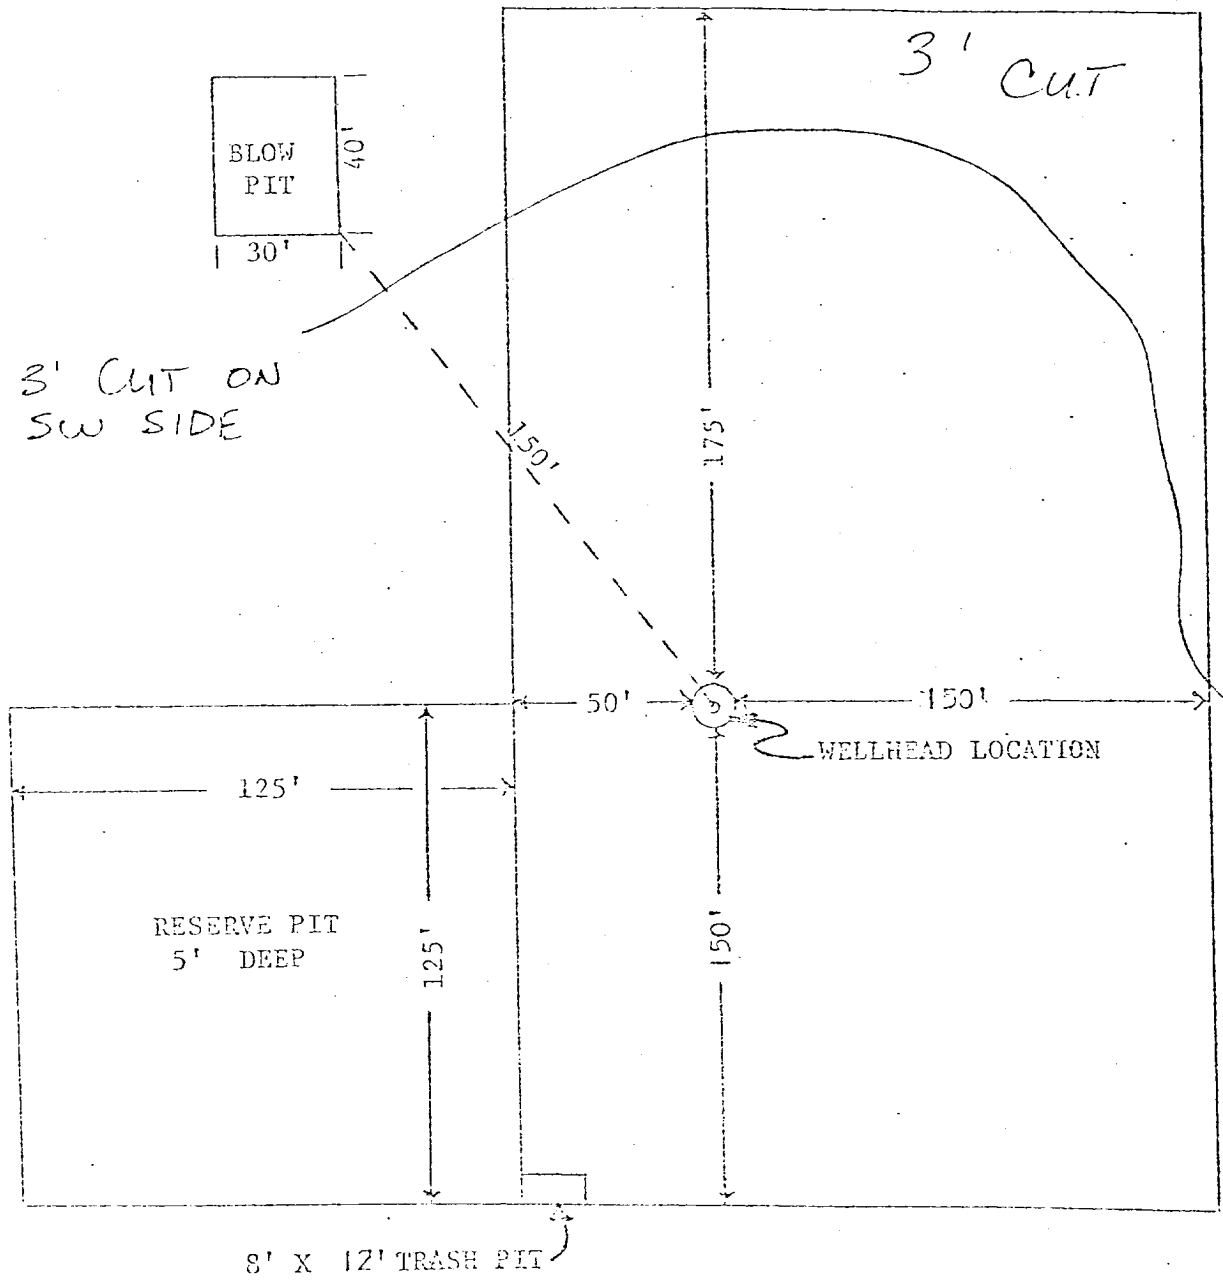 3' CUT
BLOW
PIT
40'
30'
3' CUT ON
SW SIDE
150'
175'
50'
150'
WELLHEAD LOCATION
125'
RESERVE PIT
5' DEEP
125'
150'
8' X 12' TRASH PIT